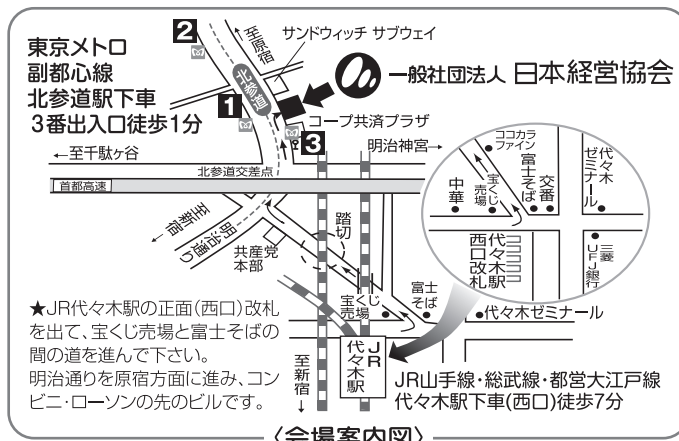 東京メトロ
副都心線
北参道駅下車
3番出入口徒歩1分
2
至原宿
サンドウィッチ サブウェイ
北参道
一般社団法人 日本経営協会
1
3
コープ共済プラザ
←至千駄ヶ谷
明治神宮→
北参道交差点
首都高速
至新宿
明治通り
共産党
本部
踏切
ココカラ
ファイン
富士そば
交番
代々木
ゼミナール
中華
宝くじ
売場
代々木駅
西口改札
三菱
UFJ銀行
宝くじ
売場
富士
そば
代々木ゼミナール
★JR代々木駅の正面(西口)改札
を出て、宝くじ売場と富士そばの
間の道を進んで下さい。
明治通りを原宿方面に進み、コン
ビニ・ローソンの先のビルです。
至新宿
JR
代々木駅
JR山手線・総武線・都営大江戸線
代々木駅下車(西口)徒歩7分
〈会場案内図〉